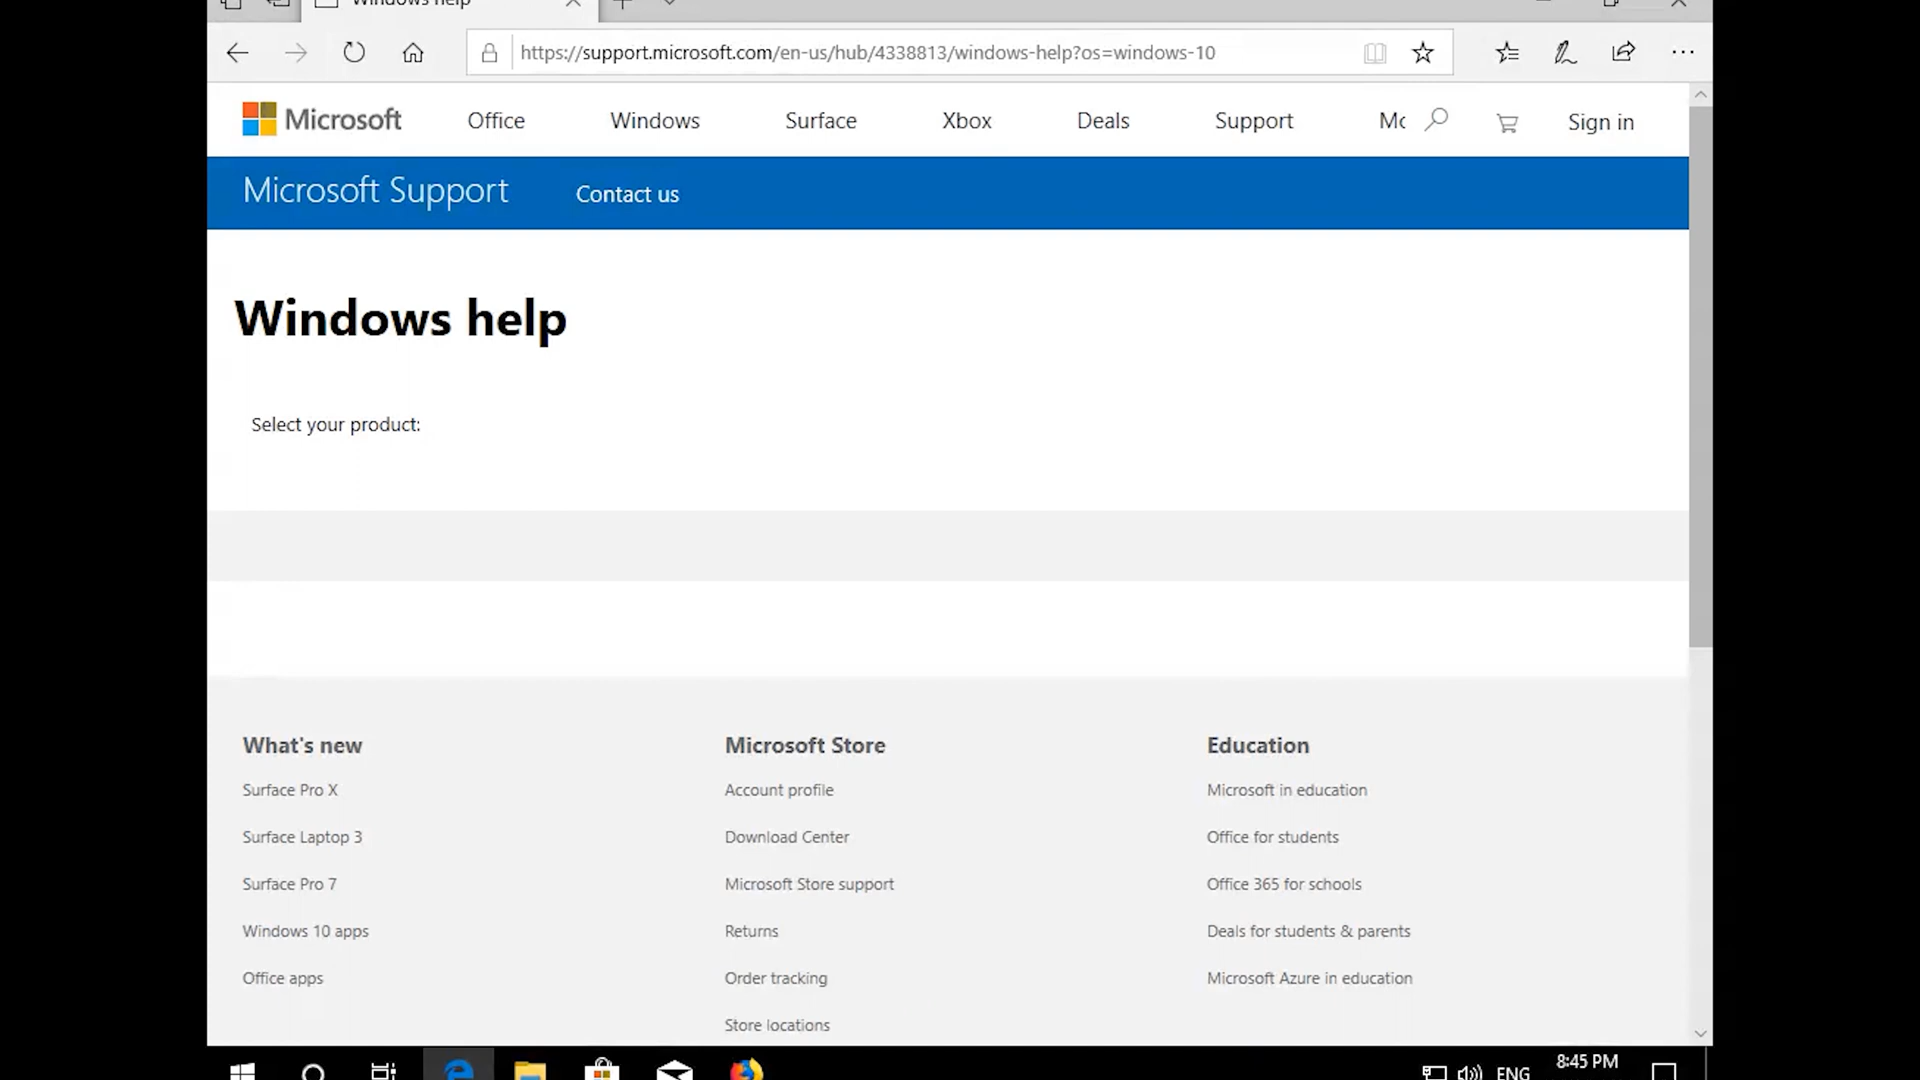 Windows help
https://support.microsoft.com/en-us/hub/4338813/windows-help?os=windows-10
Microsoft Office Windows Surface Xbox Deals Support Mc Sign in
Microsoft Support Contact us
Windows help
Select your product:
What's new
Surface Pro X
Surface Laptop 3
Surface Pro 7
Windows 10 apps
Office apps
Microsoft Store
Account profile
Download Center
Microsoft Store support
Returns
Order tracking
Store locations
Education
Microsoft in education
Office for students
Office 365 for schools
Deals for students & parents
Microsoft Azure in education
ENG
8:45 PM